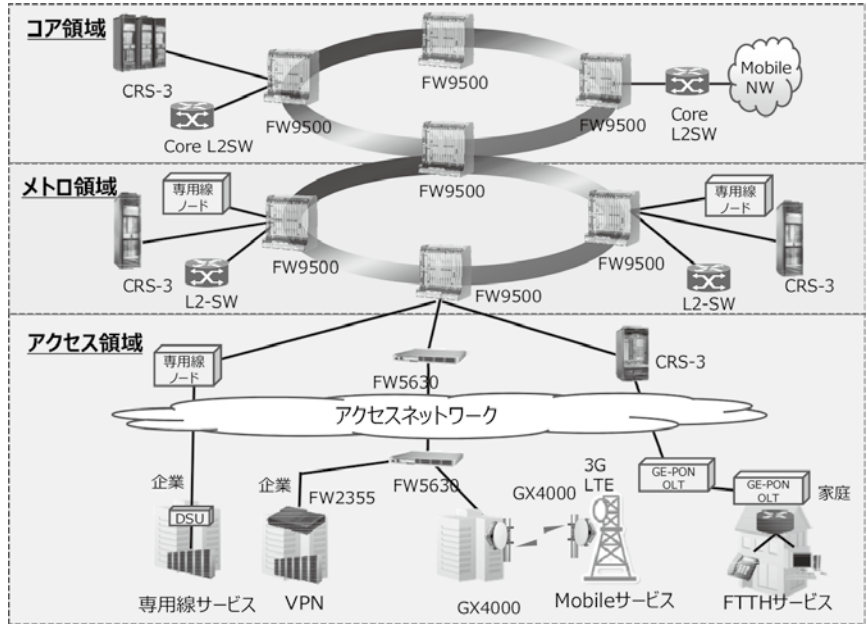 コア領域
CRS-3
Core L2SW
FW9500
FW9500
FW9500
Core
L2SW
Mobile
NW
メトロ領域
専用線
ノード
CRS-3
L2-SW
FW9500
FW9500
FW9500
FW9500
専用線
ノード
L2-SW
CRS-3
アクセス領域
専用線
ノード
FW5630
CRS-3
アクセスネットワーク
企業
DSU
専用線サービス
企業
FW2355
VPN
FW5630
GX4000
GX4000
3G
LTE
Mobileサービス
GE-PON
OLT
GE-PON
OLT
家庭
FTTHサービス